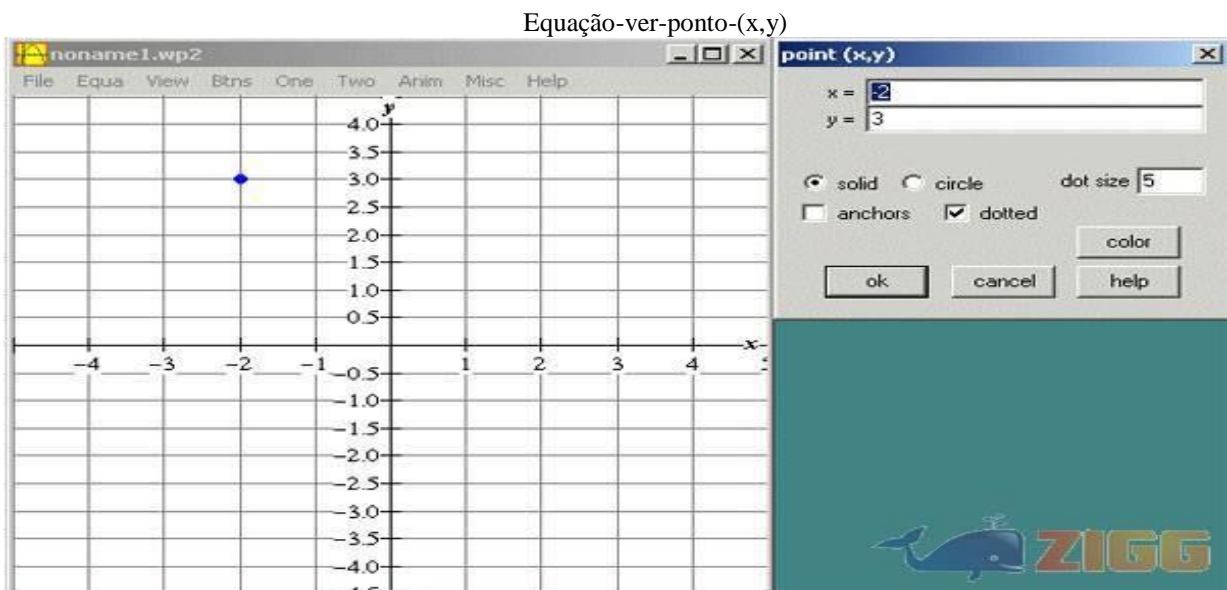 Equação-ver-ponto-(x,y)
noname1.wp2
File Equa View Btns One Two Anim Misc Help
y
4.0
3.5
3.0
2.5
2.0
1.5
1.0
0.5
x
−4 −3 −2 −1 1 2 3 4
−0.5
−1.0
−1.5
−2.0
−2.5
−3.0
−3.5
−4.0
point (x,y)
x = -2
y = 3
solid circle dot size 5
anchors dotted
color
ok cancel help
ZIGG